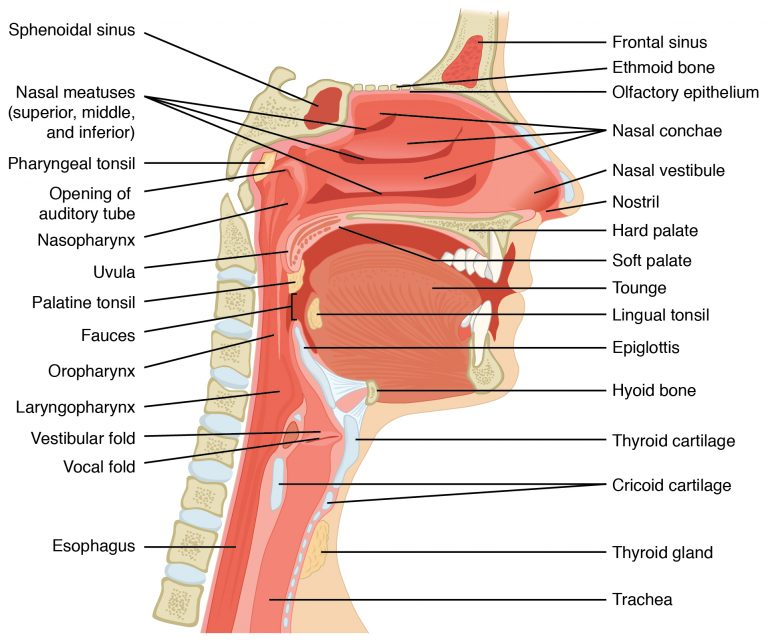 Sphenoidal sinus
Nasal meatuses
(superior, middle,
and inferior)
Pharyngeal tonsil
Opening of
auditory tube
Nasopharynx
Uvula
Palatine tonsil
Fauces
Oropharynx
Laryngopharynx
Vestibular fold
Vocal fold
Esophagus
Frontal sinus
Ethmoid bone
Olfactory epithelium
Nasal conchae
Nasal vestibule
Nostril
Hard palate
Soft palate
Tounge
Lingual tonsil
Epiglottis
Hyoid bone
Thyroid cartilage
Cricoid cartilage
Thyroid gland
Trachea